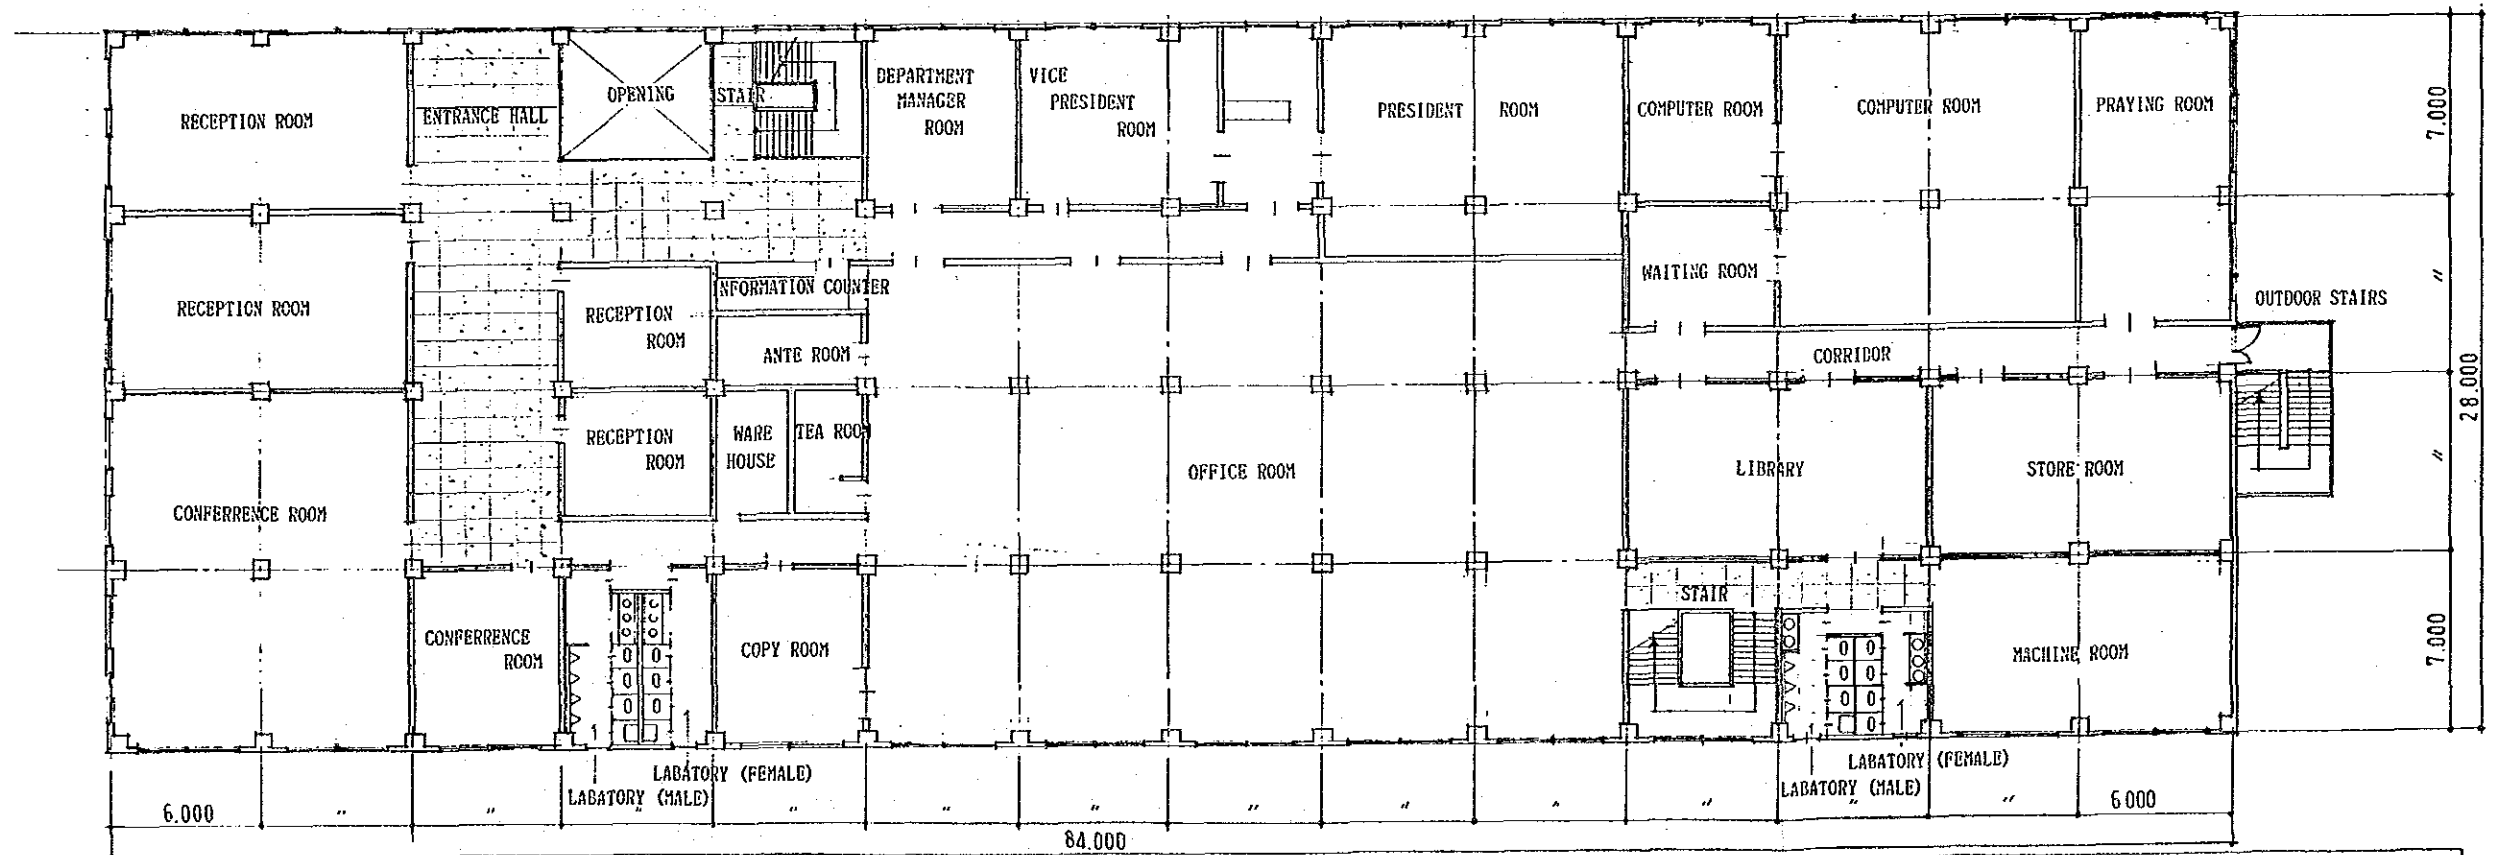 DEPARTMENT
MANAGER
ROOM
VICE
PRESIDENT
ROOM
OPENING
STAIR
RECEPTION ROOM
ENTRANCE HALL
PRESIDENT ROOM
COMPUTER ROOM
COMPUTER ROOM
PRAYING ROOM
7.000
RECEPTION ROOM
RECEPTION
ROOM
INFORMATION COUNTER
ANTE ROOM
WAITING ROOM
CORRIDOR
OUTDOOR STAIRS
"
28.000
CONFERRENCE ROOM
RECEPTION
ROOM
WARE
HOUSE
TEA ROOM
OFFICE ROOM
LIBRARY
STORE ROOM
"
CONFERRENCE
ROOM
COPY ROOM
STAIR
MACHINE ROOM
7.000
LABATORY (FEMALE)
LABATORY (MALE)
LABATORY (FEMALE)
LABATORY (MALE)
6.000 " " " " " " " " " " " " 6000
84.000